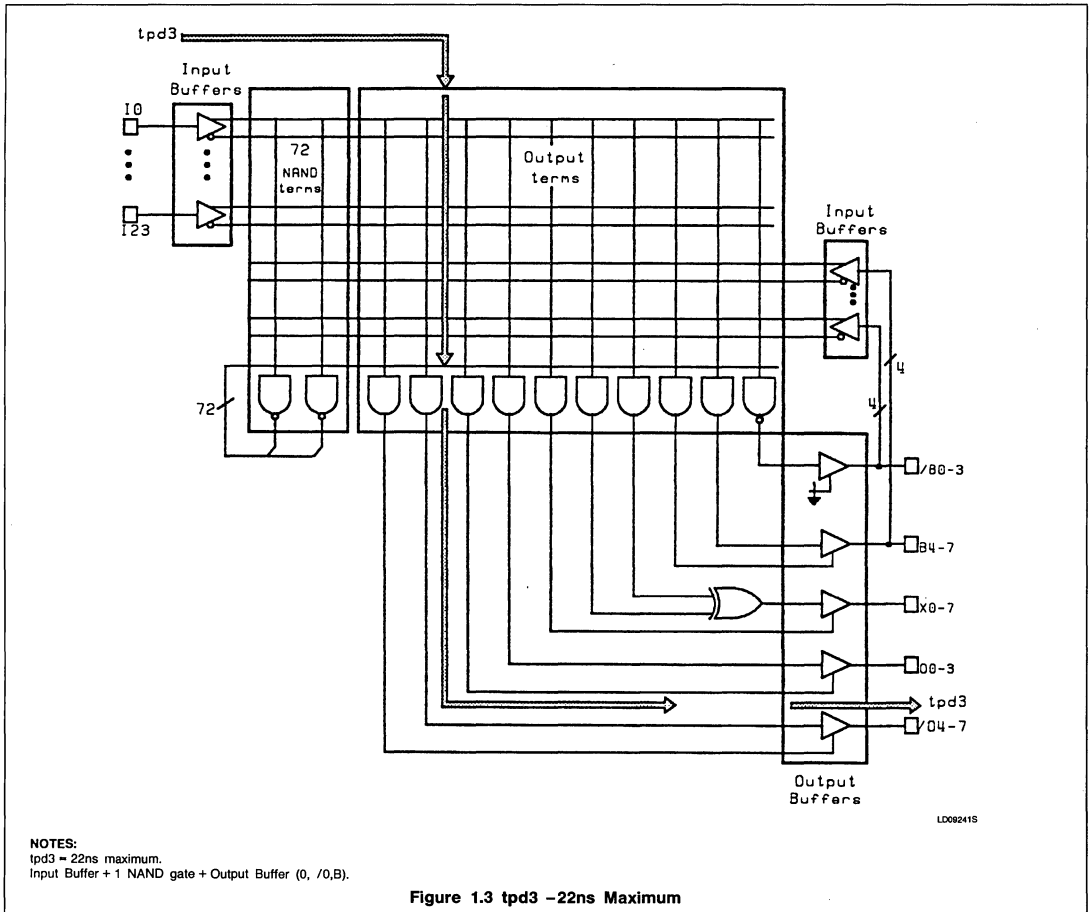 tpd3
Input
Buffers
I0
I23
72
NAND
terms
Output
terms
Input
Buffers
4
4
72
/B0-3
B4-7
X0-7
O0-3
tpd3
/O4-7
Output
Buffers
LD09241S
NOTES:
tpd3 = 22ns maximum.
Input Buffer + 1 NAND gate + Output Buffer (0, /0,B).
Figure 1.3 tpd3 –22ns Maximum